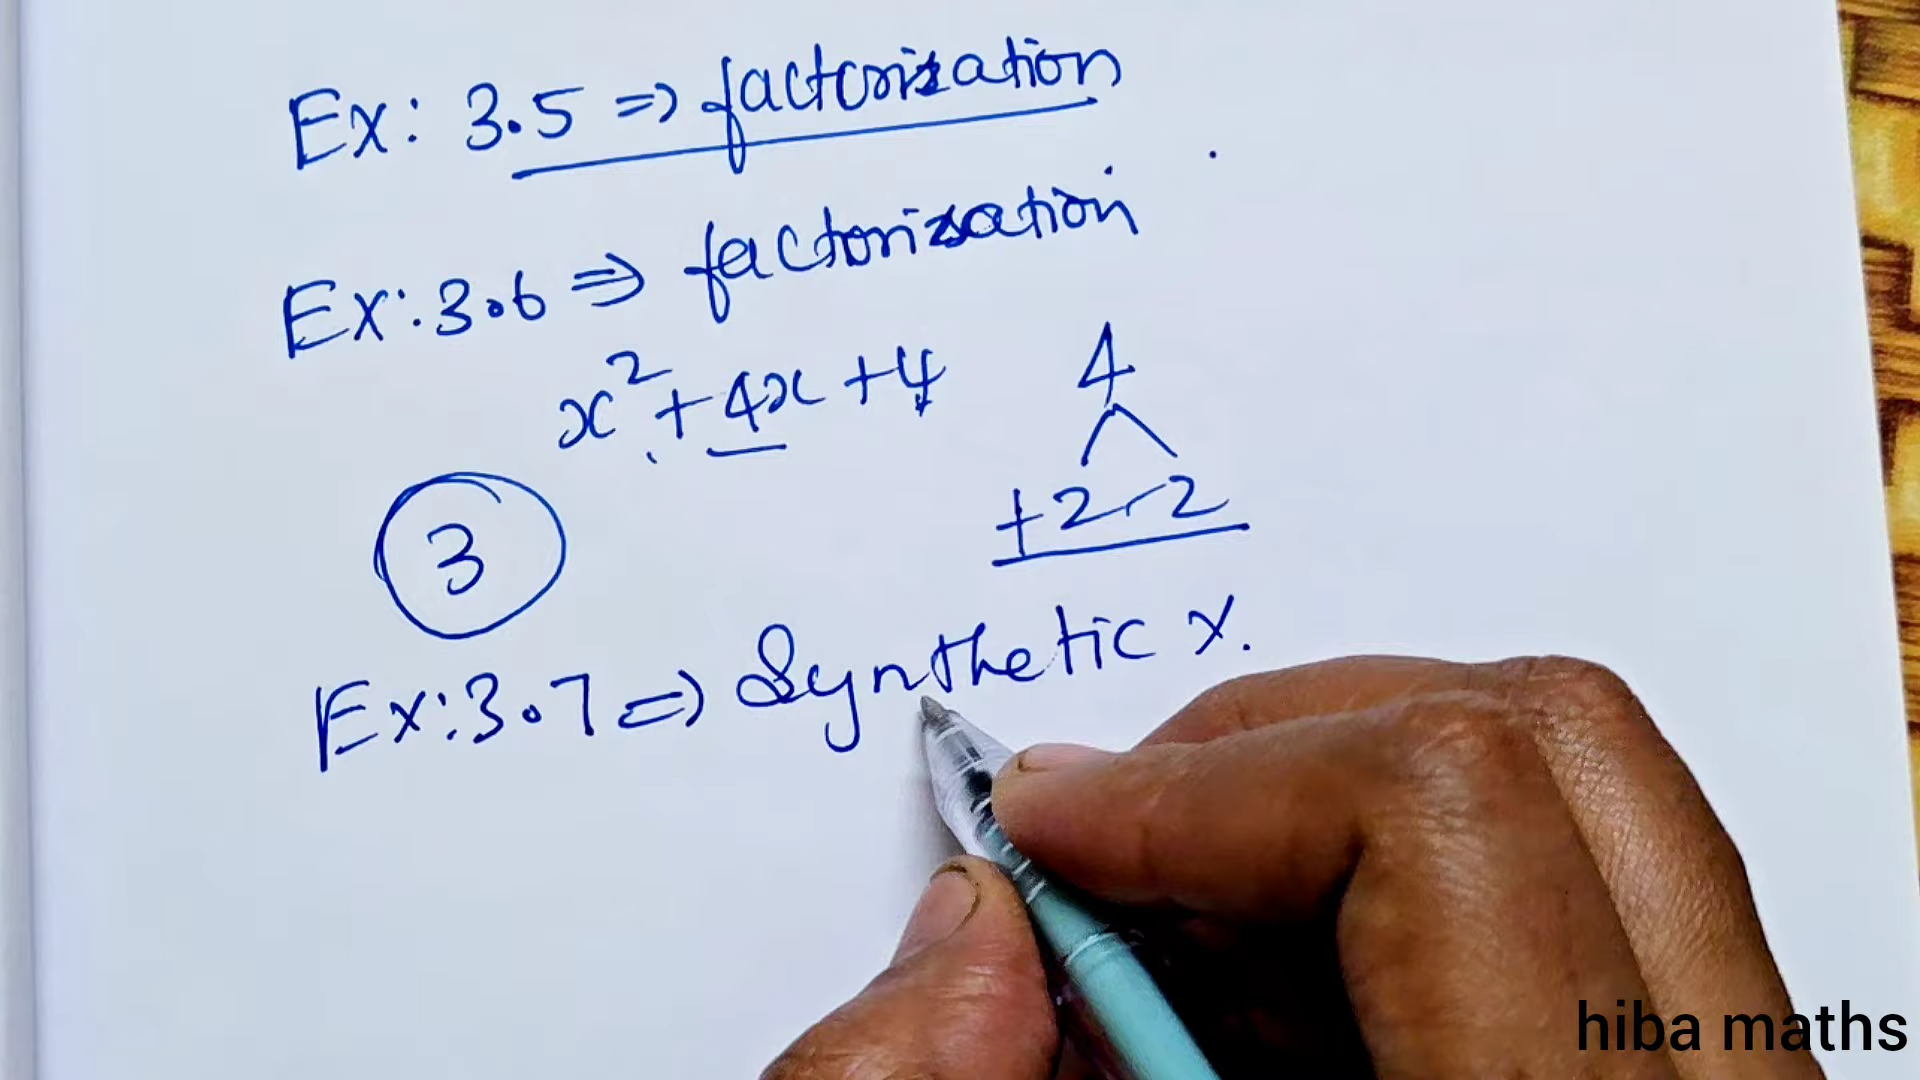 Ex: 3.5 => factorisation
Ex: 3.6 => factorisation
x² + 4x + 4
4
+2 2
3
Ex: 3.7 => Synthetic x.
hiba maths